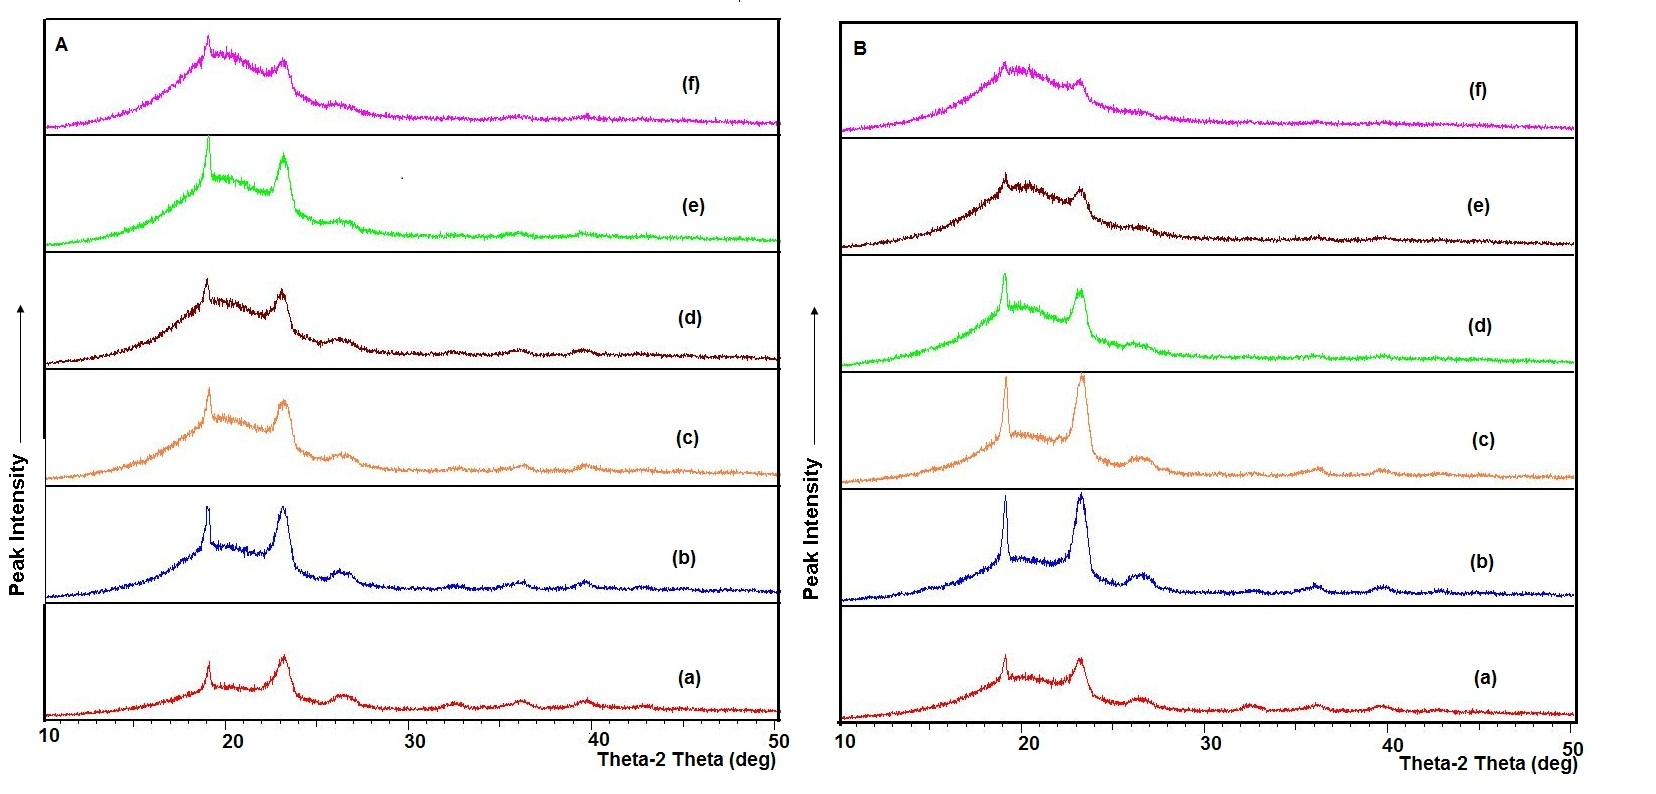 A
(f)
(e)
(d)
(c)
(b)
(a)
Peak Intensity
10 20 30 40 50
Theta-2 Theta (deg)
B
(f)
(e)
(d)
(c)
(b)
(a)
Peak Intensity
10 20 30 40 50
Theta-2 Theta (deg)